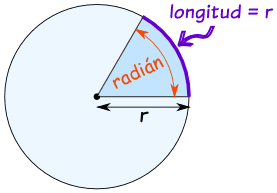 longitud = r
radián
r